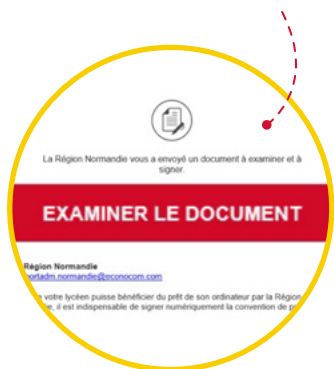 La Région Normandie vous a envoyé un document à examiner et à
signer.
EXAMINER LE DOCUMENT
Région Normandie
portadm.normandie@econocom.com
votre lycéen puisse bénéficier du prêt de son ordinateur par la Région
il est indispensable de signer numériquement la convention de